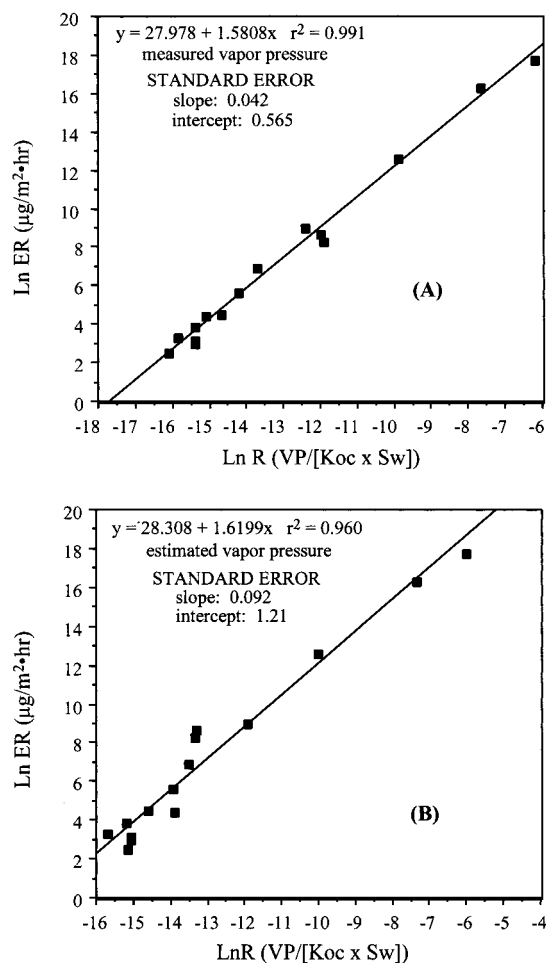 y = 27.978 + 1.5808x r² = 0.991
measured vapor pressure
STANDARD ERROR
slope: 0.042
intercept: 0.565
20
18
16
14
12
10
8
6
4
2
0
Ln ER (µg/m²•hr)
(A)
-18 -17 -16 -15 -14 -13 -12 -11 -10 -9 -8 -7 -6
Ln R (VP/[Koc x Sw])
y = 28.308 + 1.6199x r² = 0.960
estimated vapor pressure
STANDARD ERROR
slope: 0.092
intercept: 1.21
20
18
16
14
12
10
8
6
4
2
0
Ln ER (µg/m²•hr)
(B)
-16 -15 -14 -13 -12 -11 -10 -9 -8 -7 -6 -5 -4
LnR (VP/[Koc x Sw])